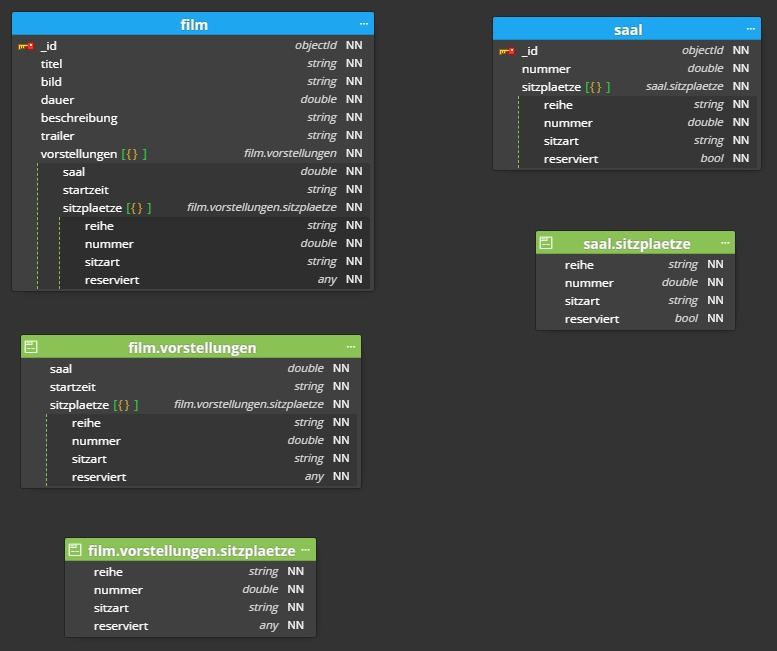 film ...
_id objectId NN
titel string NN
bild string NN
dauer double NN
beschreibung string NN
trailer string NN
vorstellungen [{} ] film.vorstellungen NN
saal double NN
startzeit string NN
sitzplaetze [{} ] film.vorstellungen.sitzplaetze NN
reihe string NN
nummer double NN
sitzart string NN
reserviert any NN
saal ...
_id objectId NN
nummer double NN
sitzplaetze [{} ] saal.sitzplaetze NN
reihe string NN
nummer double NN
sitzart string NN
reserviert bool NN
saal.sitzplaetze ...
reihe string NN
nummer double NN
sitzart string NN
reserviert bool NN
film.vorstellungen ...
saal double NN
startzeit string NN
sitzplaetze [{} ] film.vorstellungen.sitzplaetze NN
reihe string NN
nummer double NN
sitzart string NN
reserviert any NN
film.vorstellungen.sitzplaetze ...
reihe string NN
nummer double NN
sitzart string NN
reserviert any NN